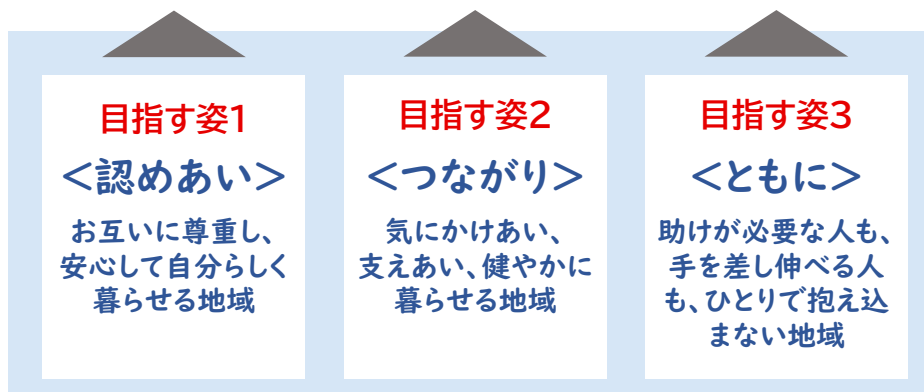 目指す姿1
<認めあい>
お互いに尊重し、
安心して自分らしく
暮らせる地域
目指す姿2
<つながり>
気にかけあい、
支えあい、健やかに
暮らせる地域
目指す姿3
<ともに>
助けが必要な人も、
手を差し伸べる人
も、ひとりで抱え込
まない地域